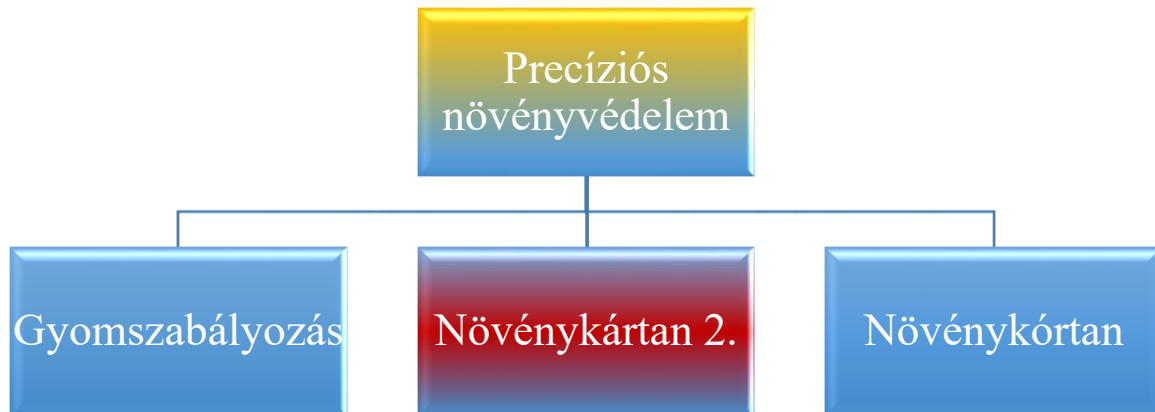 Precíziós
növényvédelem
Gyomszabályozás
Növénykártan 2.
Növénykórtan